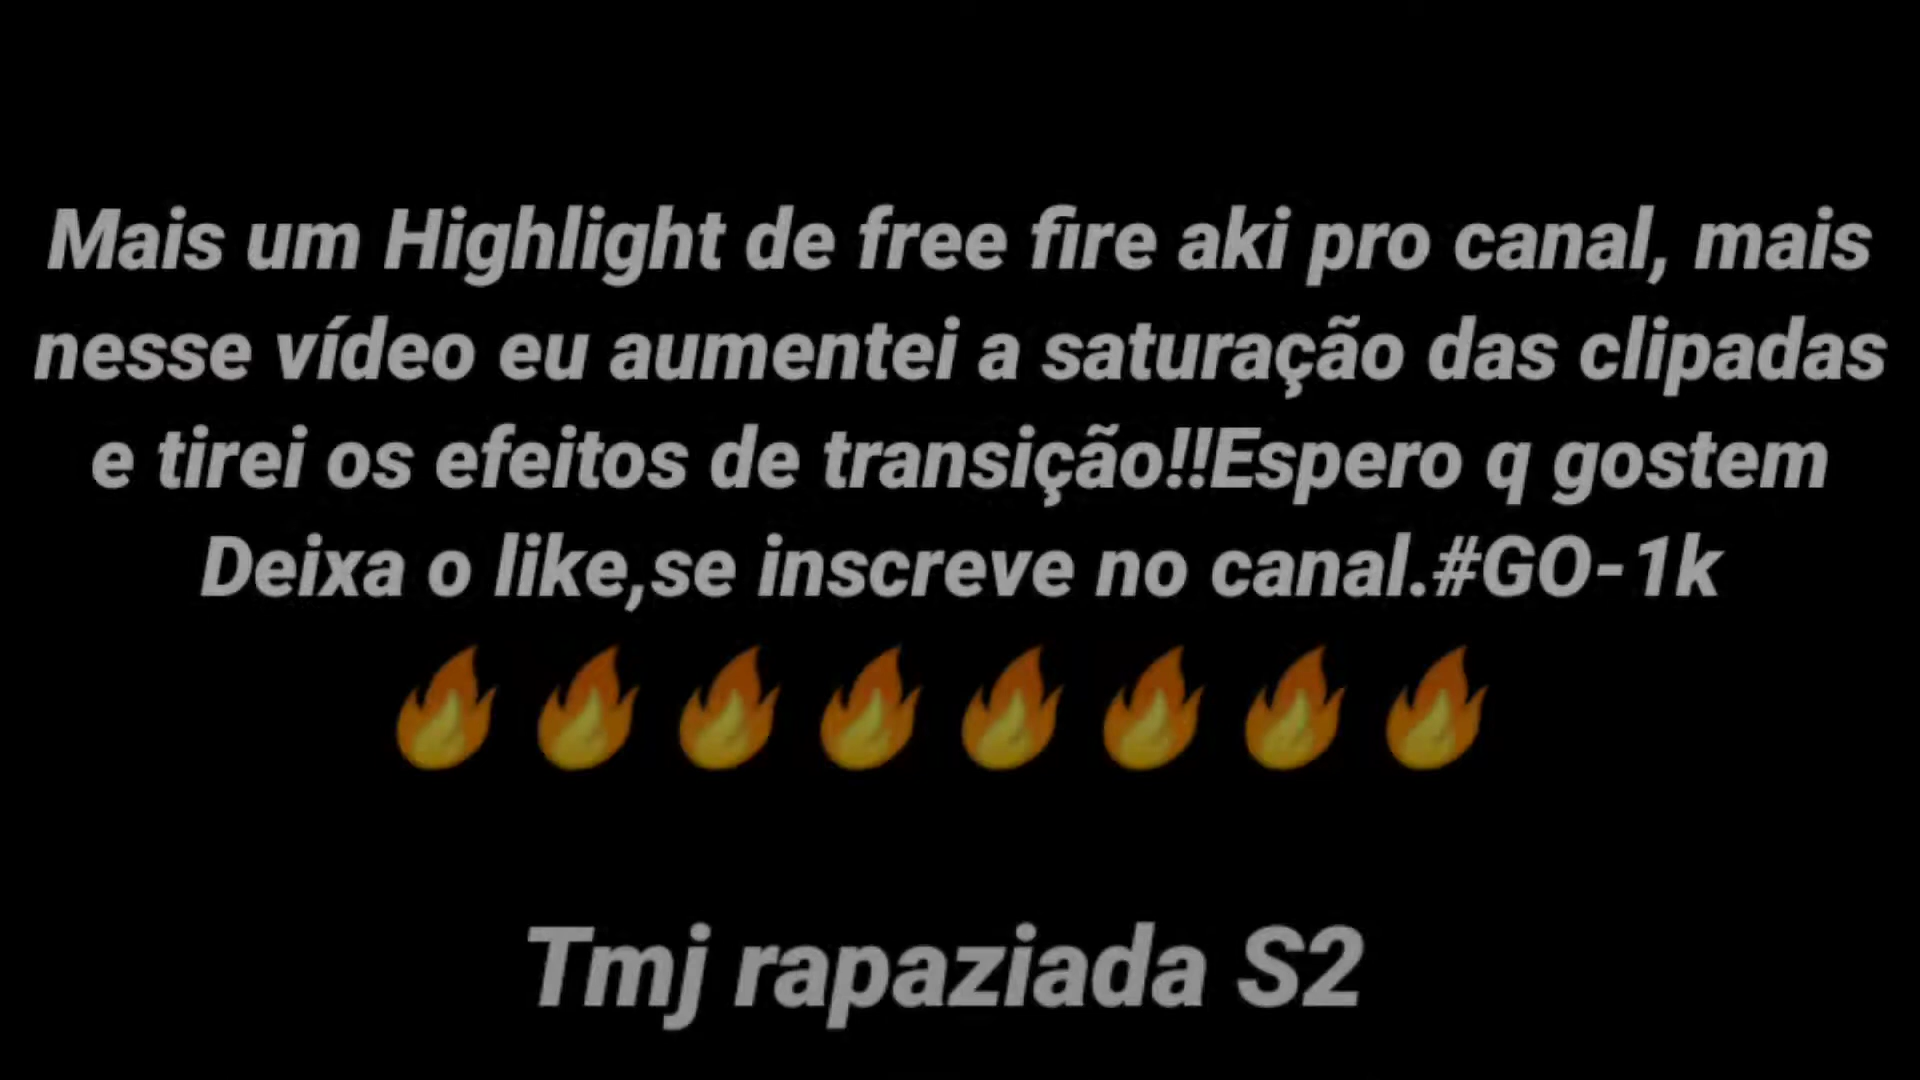 Mais um Highlight de free fire aki pro canal, mais
nesse vídeo eu aumentei a saturação das clipadas
e tirei os efeitos de transição!!Espero q gostem
Deixa o like,se inscreve no canal.#GO-1k
🔥🔥🔥🔥🔥🔥🔥🔥
Tmj rapaziada S2